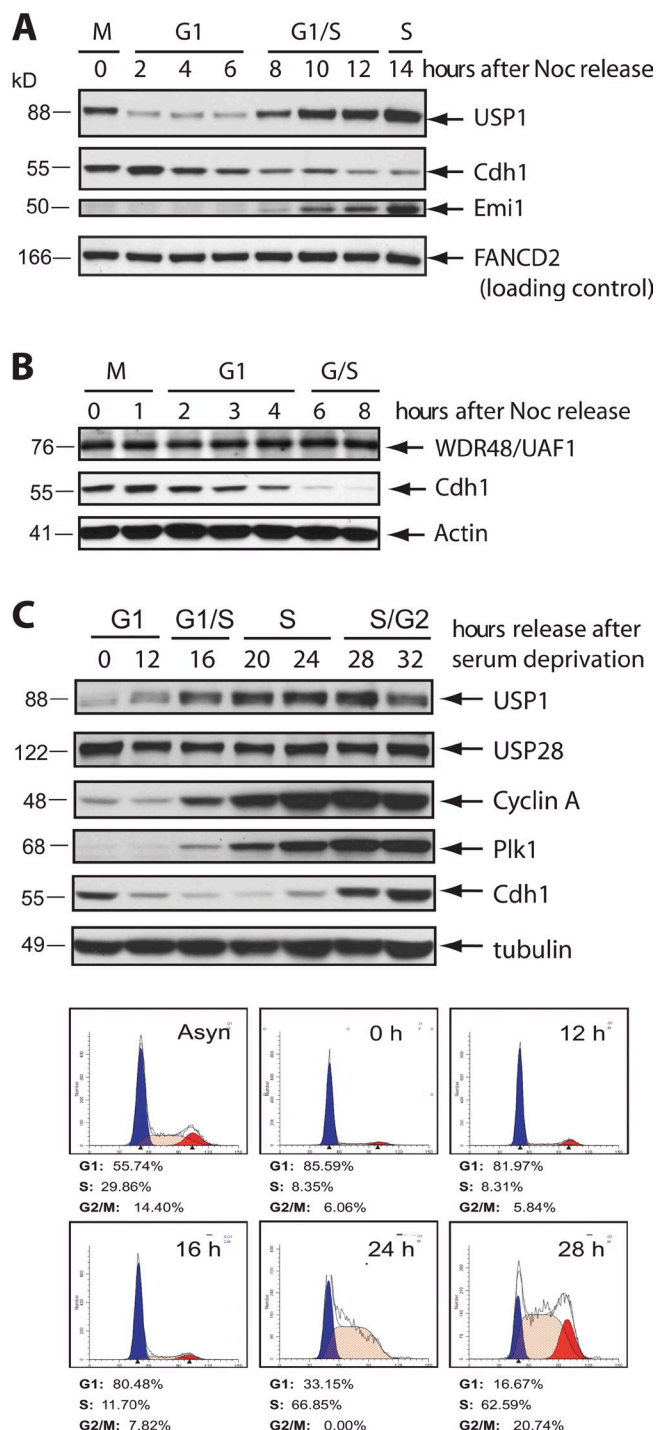 A
M G1 G1/S S
0 2 4 6 8 10 12 14 hours after Noc release
kD
88 USP1
55 Cdh1
50 Emi1
166 FANCD2
(loading control)
B
M G1 G/S
0 1 2 3 4 6 8 hours after Noc release
76 WDR48/UAF1
55 Cdh1
41 Actin
C
G1 G1/S S S/G2
hours release after
0 12 16 20 24 28 32 serum deprivation
88 USP1
122 USP28
48 Cyclin A
68 Plk1
55 Cdh1
49 tubulin
Asyn 0 h 12 h
G1: 55.74% G1: 85.59% G1: 81.97%
S: 29.86% S: 8.35% S: 8.31%
G2/M: 14.40% G2/M: 6.06% G2/M: 5.84%
16 h 24 h 28 h
G1: 80.48% G1: 33.15% G1: 16.67%
S: 11.70% S: 66.85% S: 62.59%
G2/M: 7.82% G2/M: 0.00% G2/M: 20.74%